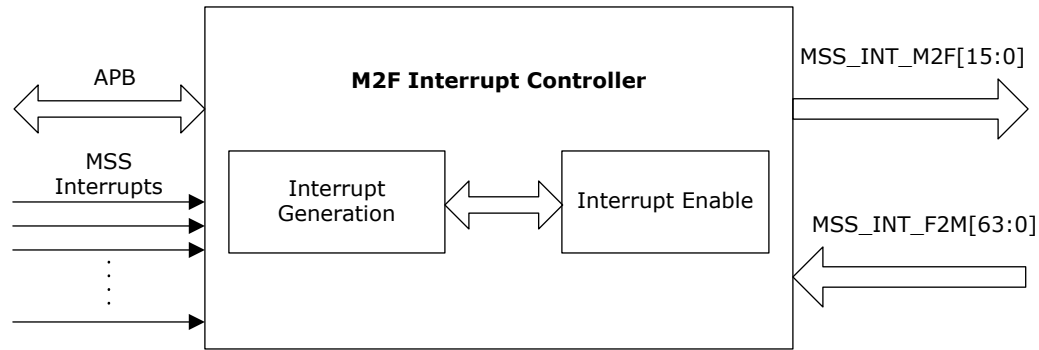 APB
M2F Interrupt Controller
MSS_INT_M2F[15:0]
MSS
Interrupts
Interrupt
Generation
Interrupt Enable
MSS_INT_F2M[63:0]